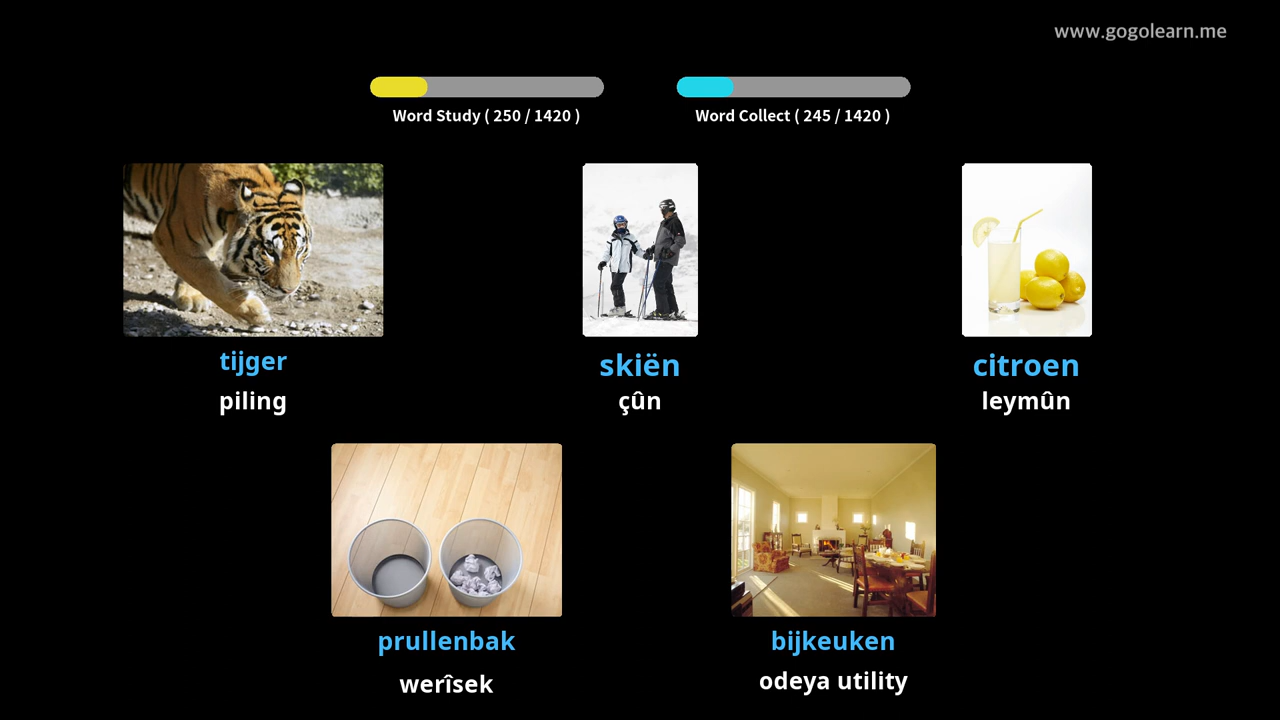 www.gogolearn.me
Word Study ( 250 / 1420 )
Word Collect ( 245 / 1420 )
tijger
piling
skiën
çûn
citroen
leymûn
prullenbak
werîsek
bijkeuken
odeya utility